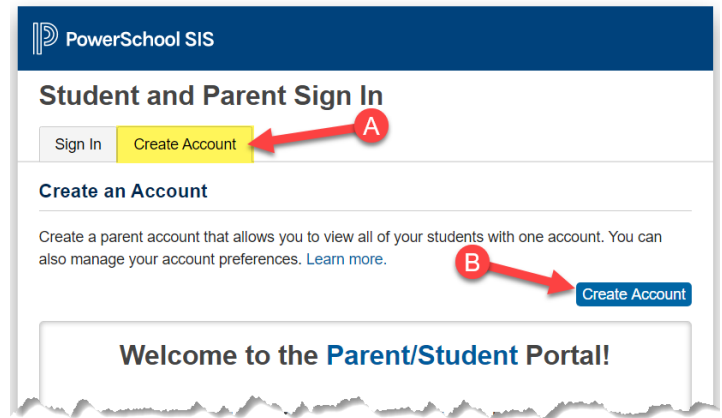 PowerSchool SIS
Student and Parent Sign In
A
Sign In Create Account
Create an Account
Create a parent account that allows you to view all of your students with one account. You can
also manage your account preferences. Learn more.
B
Create Account
Welcome to the Parent/Student Portal!